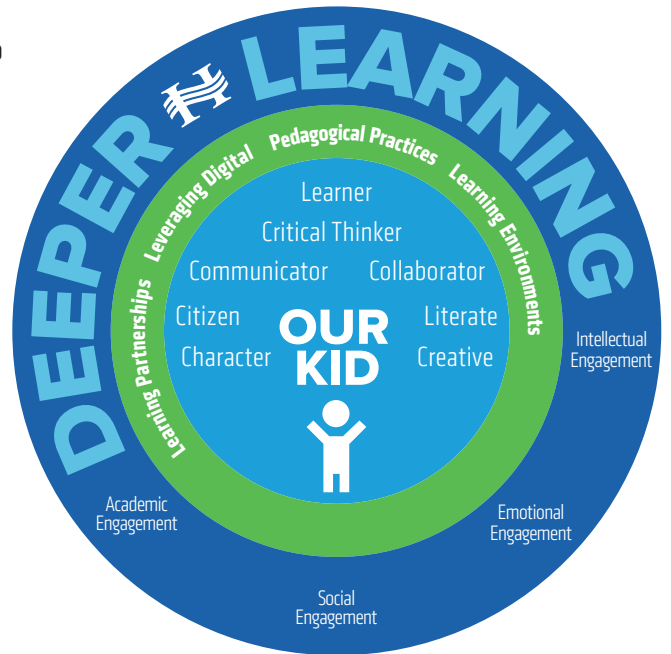 DEEPER LEARNING
Learning Partnerships
Leveraging Digital
Pedagogical Practices
Learning Environments
Learner
Critical Thinker
Communicator
Collaborator
Citizen
Literate
Character
Creative
OUR
KID
Intellectual
Engagement
Academic
Engagement
Emotional
Engagement
Social
Engagement